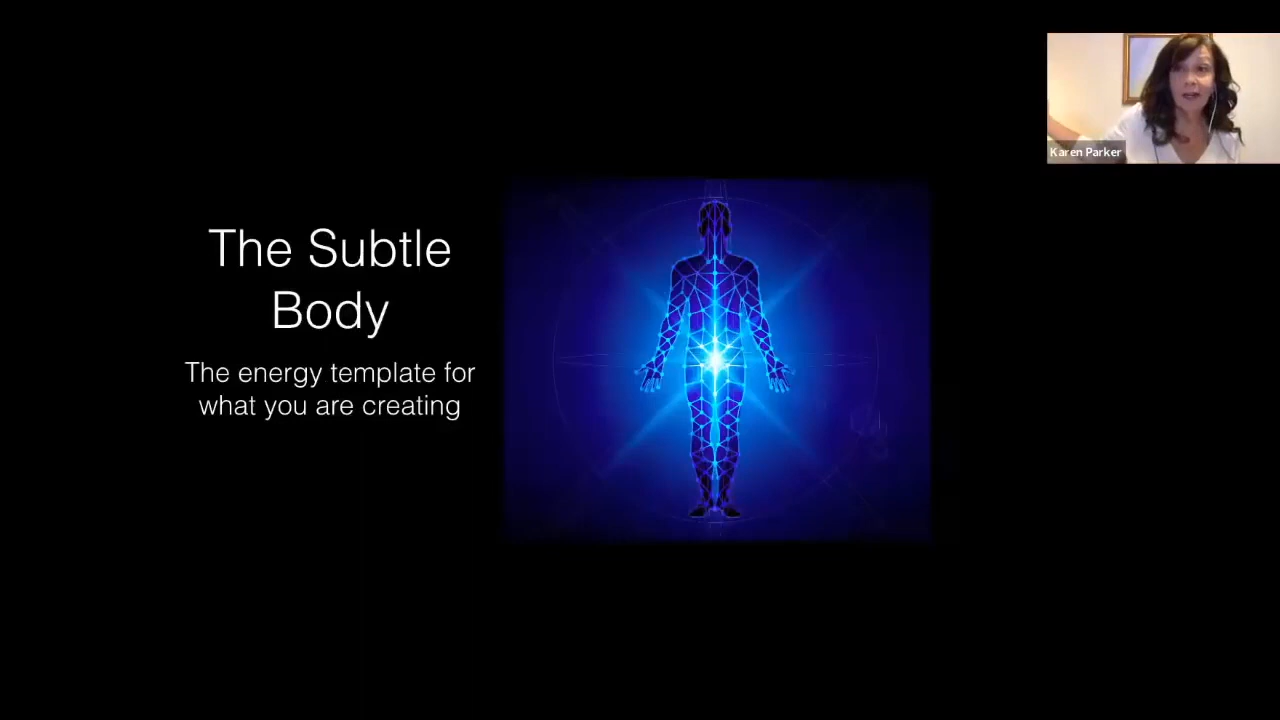 The Subtle
Body
The energy template for
what you are creating
Karen Parker